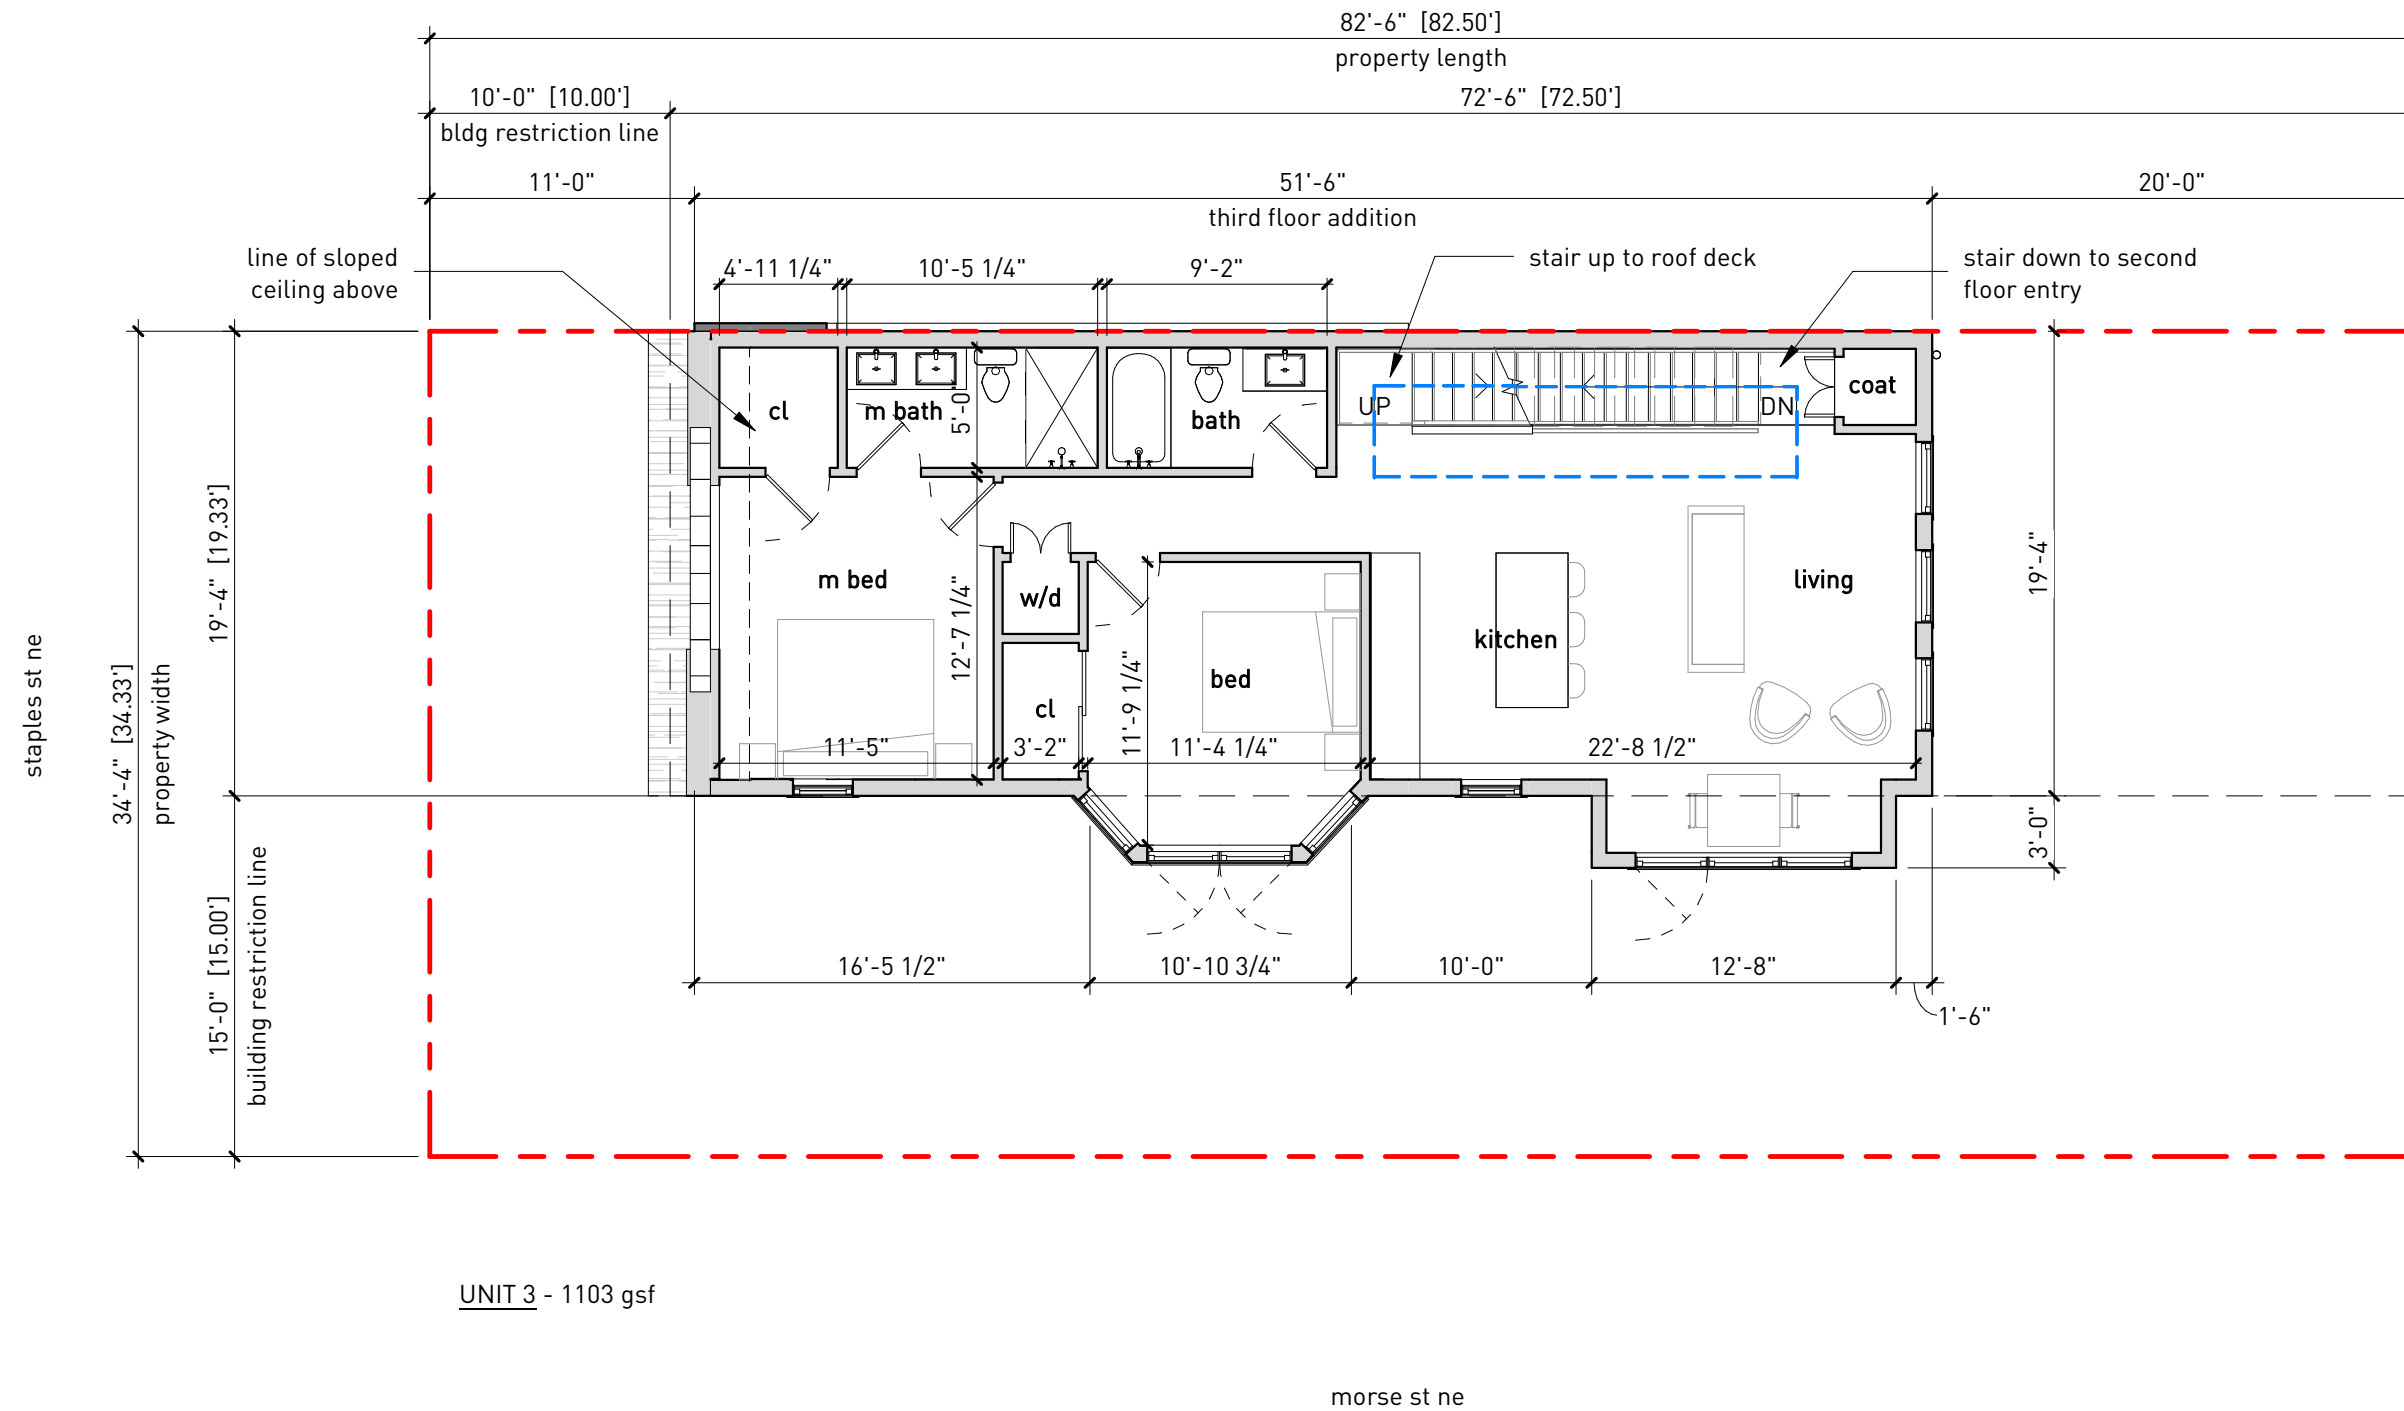 82'-6" [82.50']
property length
10'-0" [10.00']
72'-6" [72.50']
bldg restriction line
11'-0"
51'-6"
20'-0"
third floor addition
line of sloped
ceiling above
4'-11 1/4"
10'-5 1/4"
9'-2"
stair up to roof deck
stair down to second
floor entry
cl
m bath
5'-0"
bath
UP
DN
coat
19'-4" [19.33']
m bed
12'-7 1/4"
w/d
cl
11'-9 1/4"
bed
kitchen
living
19'-4"
staples st ne
34'-4" [34.33']
property width
11'-5"
3'-2"
11'-4 1/4"
22'-8 1/2"
3'-0"
15'-0" [15.00']
building restriction line
16'-5 1/2"
10'-10 3/4"
10'-0"
12'-8"
1'-6"
UNIT 3 - 1103 gsf
morse st ne